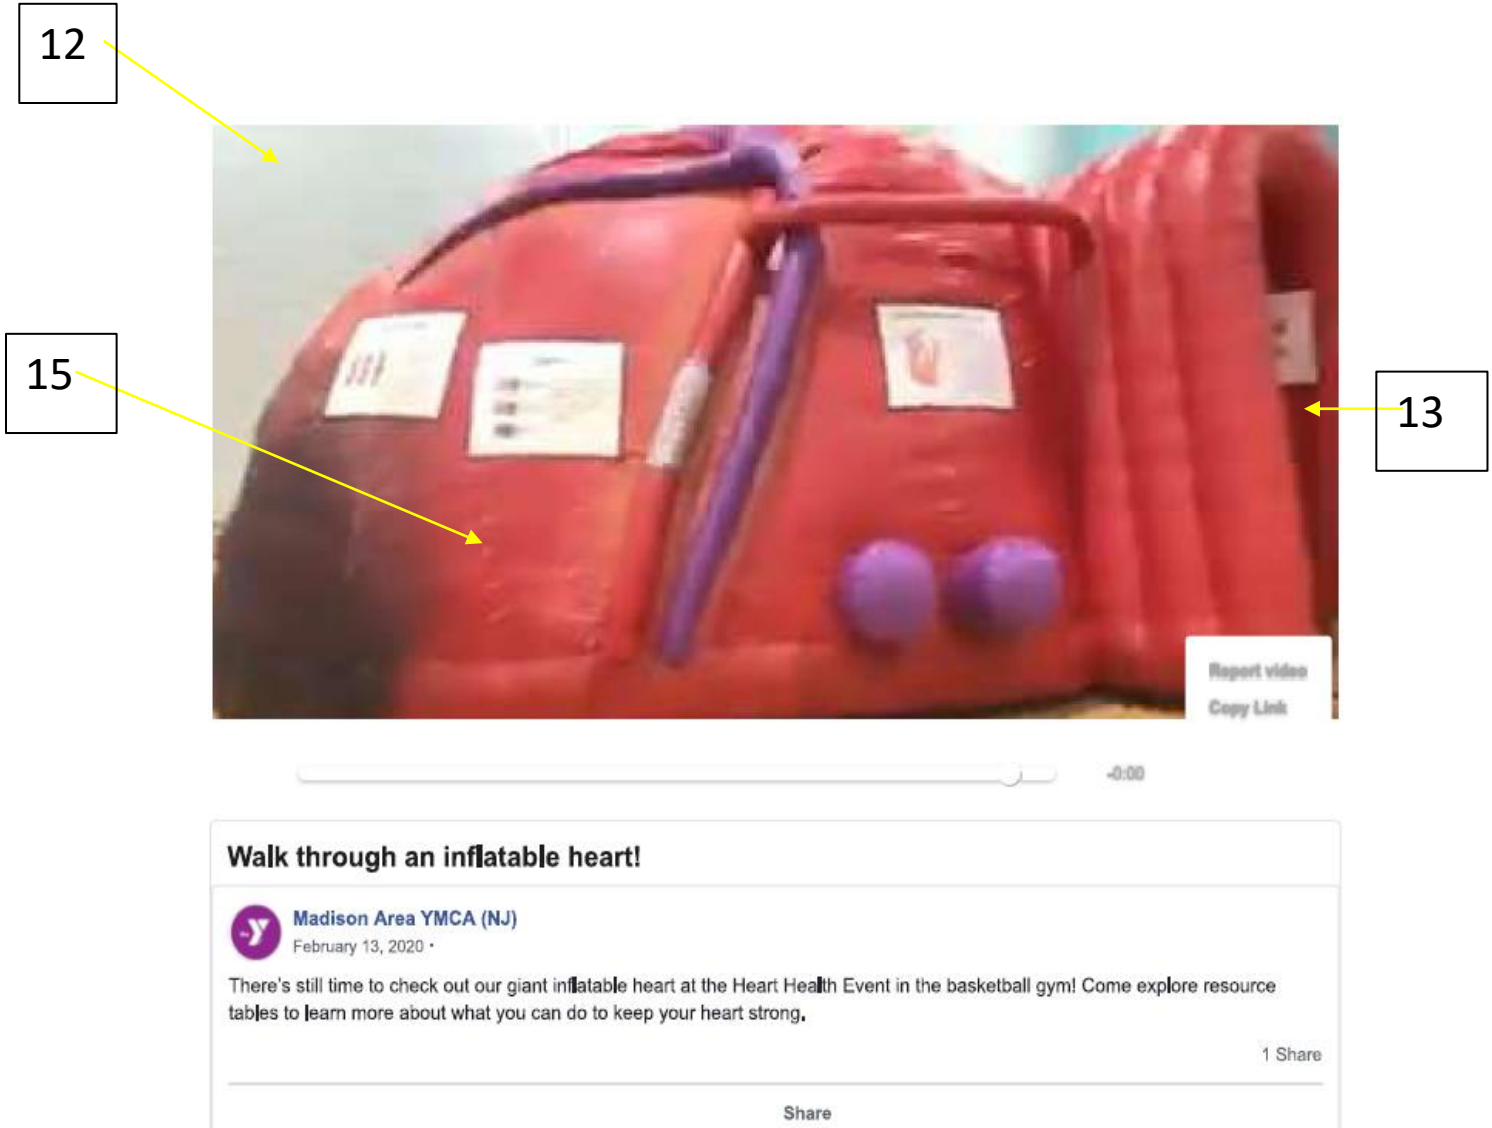 12
15
13
Report video
Copy Link
-0:00
Walk through an inflatable heart!
the Y
Madison Area YMCA (NJ)
February 13, 2020 ·
There's still time to check out our giant inflatable heart at the Heart Health Event in the basketball gym! Come explore resource
tables to learn more about what you can do to keep your heart strong.
1 Share
Share